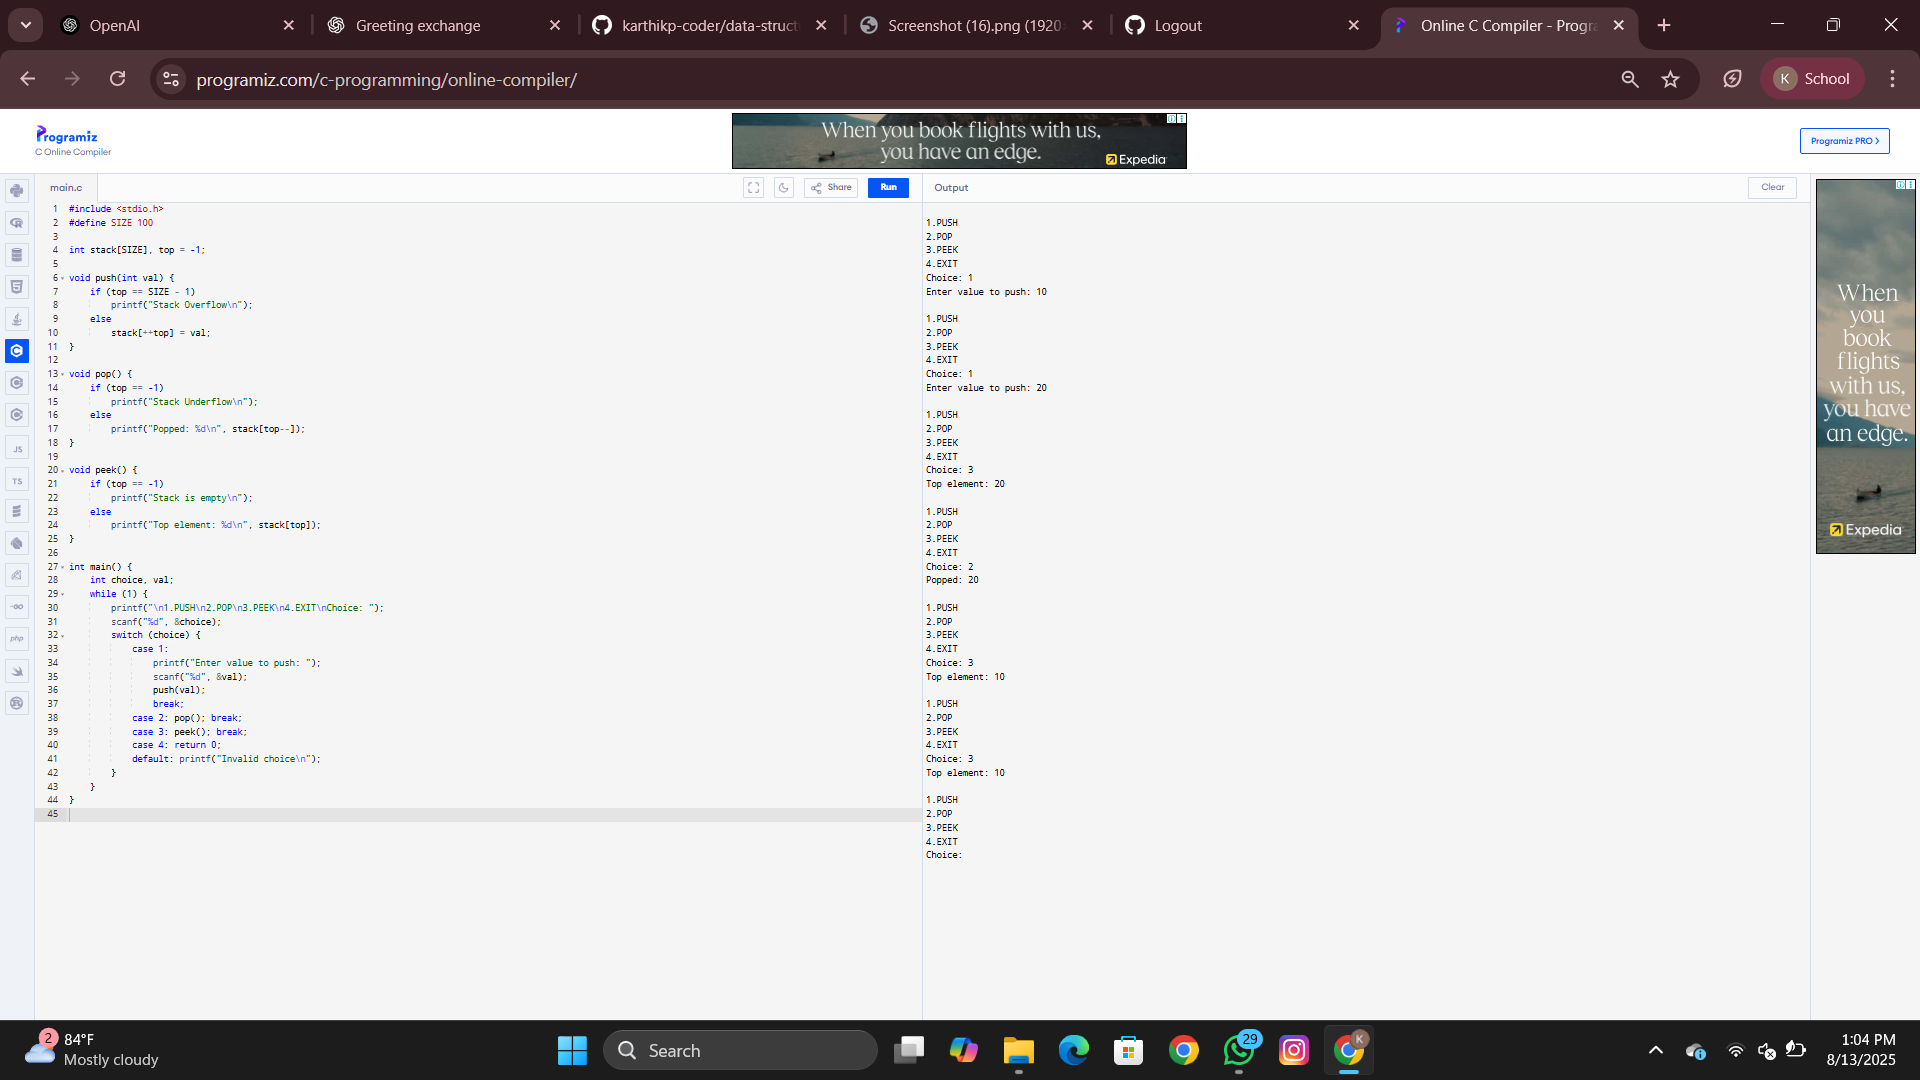 OpenAI
Greeting exchange
karthikp-coder/data-struct
Screenshot (16).png (1920
Logout
Online C Compiler - Progra
programiz.com/c-programming/online-compiler/
K School
Programiz
C Online Compiler
When you book flights with us,
you have an edge.
Expedia
Programiz PRO >
main.c
Share
Run
Output
Clear
1 #include <stdio.h>
2 #define SIZE 100
3
4 int stack[SIZE], top = -1;
5
6 void push(int val) {
7 if (top == SIZE - 1)
8 printf("Stack Overflow\n");
9 else
10 stack[++top] = val;
11 }
12
13 void pop() {
14 if (top == -1)
15 printf("Stack Underflow\n");
16 else
17 printf("Popped: %d\n", stack[top--]);
18 }
19
20 void peek() {
21 if (top == -1)
22 printf("Stack is empty\n");
23 else
24 printf("Top element: %d\n", stack[top]);
25 }
26
27 int main() {
28 int choice, val;
29 while (1) {
30 printf("\n1.PUSH\n2.POP\n3.PEEK\n4.EXIT\nChoice: ");
31 scanf("%d", &choice);
32 switch (choice) {
33 case 1:
34 printf("Enter value to push: ");
35 scanf("%d", &val);
36 push(val);
37 break;
38 case 2: pop(); break;
39 case 3: peek(); break;
40 case 4: return 0;
41 default: printf("Invalid choice\n");
42 }
43 }
44 }
45
1.PUSH
2.POP
3.PEEK
4.EXIT
Choice: 1
Enter value to push: 10
1.PUSH
2.POP
3.PEEK
4.EXIT
Choice: 1
Enter value to push: 20
1.PUSH
2.POP
3.PEEK
4.EXIT
Choice: 3
Top element: 20
1.PUSH
2.POP
3.PEEK
4.EXIT
Choice: 2
Popped: 20
1.PUSH
2.POP
3.PEEK
4.EXIT
Choice: 3
Top element: 10
1.PUSH
2.POP
3.PEEK
4.EXIT
Choice: 3
Top element: 10
1.PUSH
2.POP
3.PEEK
4.EXIT
Choice:
When
you
book
flights
with us,
you have
an edge.
Expedia
JS
TS
GO
php
2
84°F
Mostly cloudy
Search
29
K
1:04 PM
8/13/2025